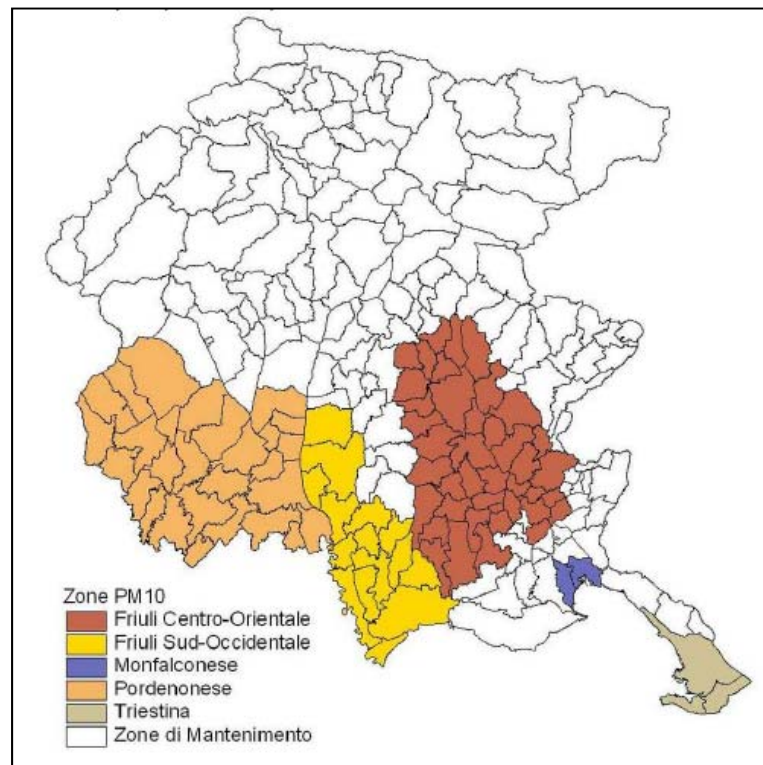 Zone PM10
Friuli Centro-Orientale
Friuli Sud-Occidentale
Monfalconese
Pordenonese
Triestina
Zone di Mantenimento